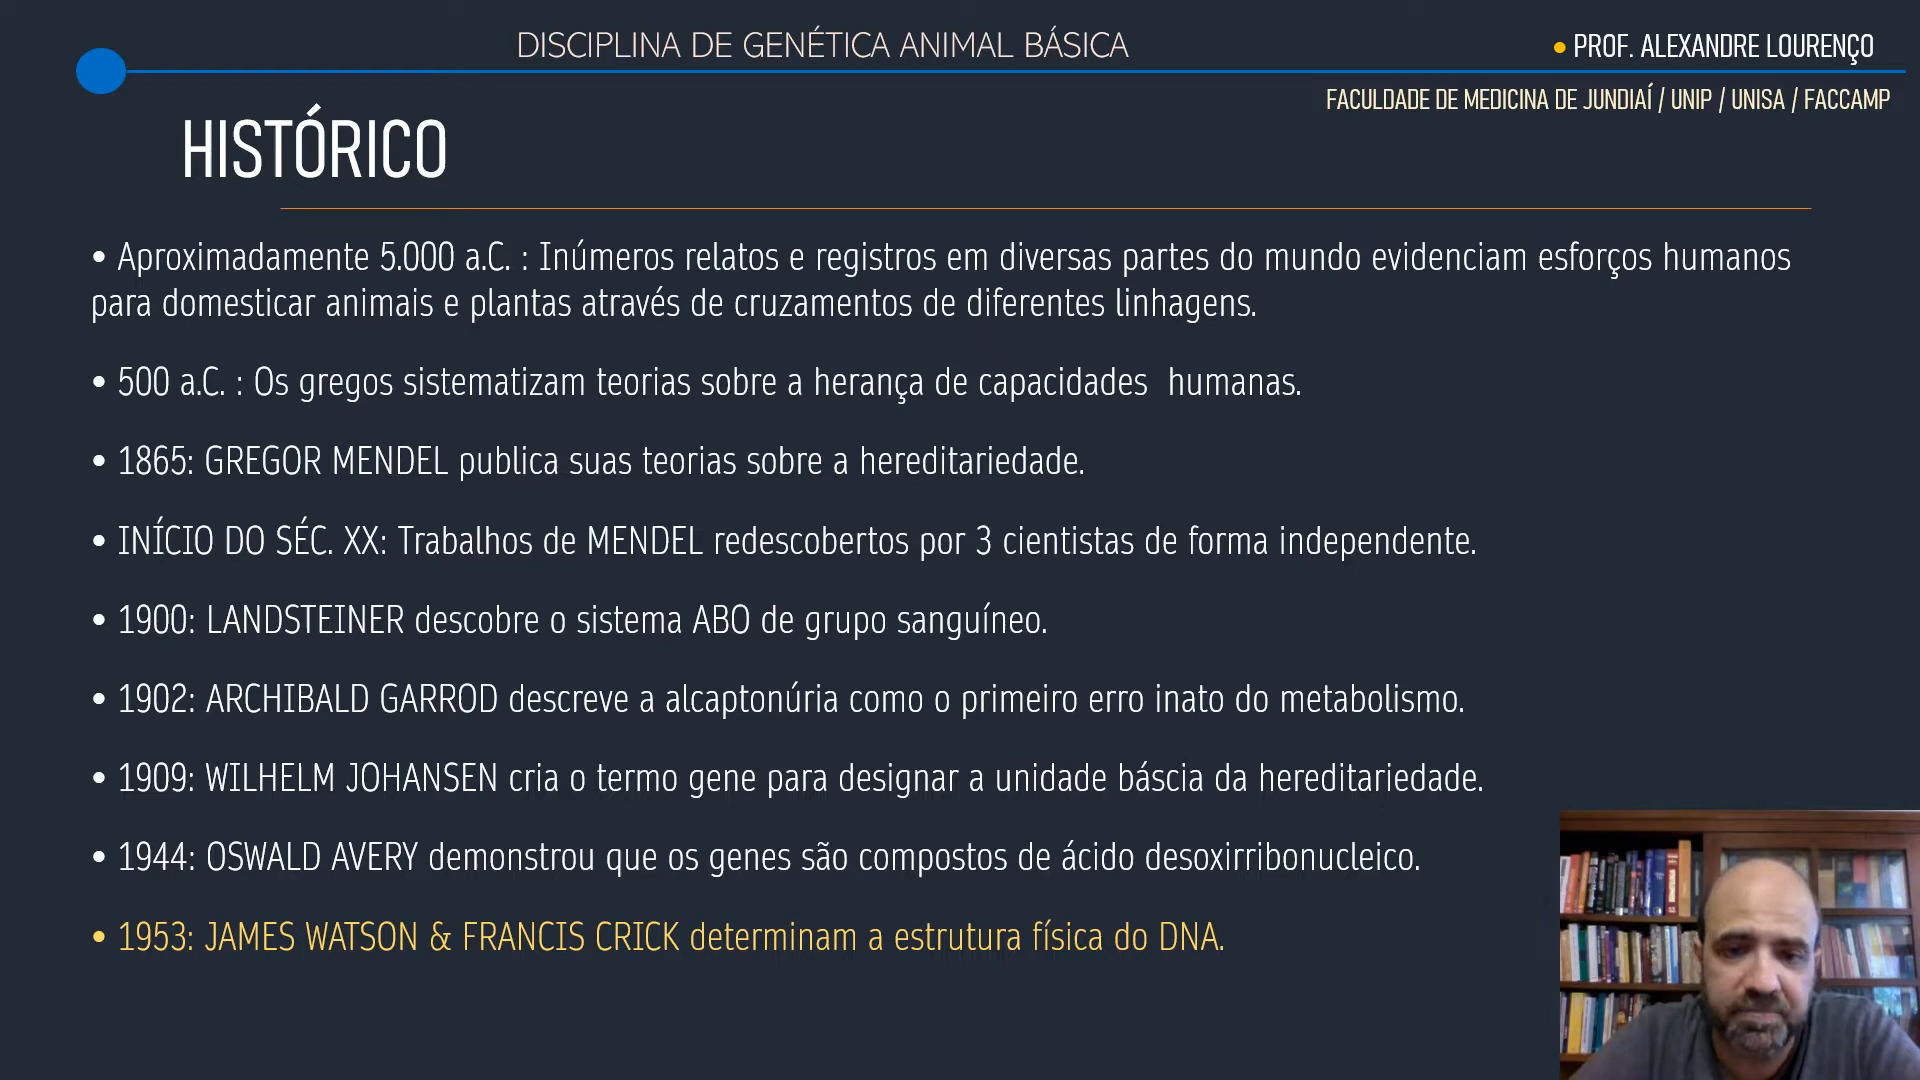 DISCIPLINA DE GENÉTICA ANIMAL BÁSICA
• PROF. ALEXANDRE LOURENÇO
FACULDADE DE MEDICINA DE JUNDIAÍ / UNIP / UNISA / FACCAMP
HISTÓRICO
• Aproximadamente 5.000 a.C. : Inúmeros relatos e registros em diversas partes do mundo evidenciam esforços humanos
para domesticar animais e plantas através de cruzamentos de diferentes linhagens.
• 500 a.C. : Os gregos sistematizam teorias sobre a herança de capacidades  humanas.
• 1865: GREGOR MENDEL publica suas teorias sobre a hereditariedade.
• INÍCIO DO SÉC. XX: Trabalhos de MENDEL redescobertos por 3 cientistas de forma independente.
• 1900: LANDSTEINER descobre o sistema ABO de grupo sanguíneo.
• 1902: ARCHIBALD GARROD descreve a alcaptonúria como o primeiro erro inato do metabolismo.
• 1909: WILHELM JOHANSEN cria o termo gene para designar a unidade báscia da hereditariedade.
• 1944: OSWALD AVERY demonstrou que os genes são compostos de ácido desoxirribonucleico.
• 1953: JAMES WATSON & FRANCIS CRICK determinam a estrutura física do DNA.